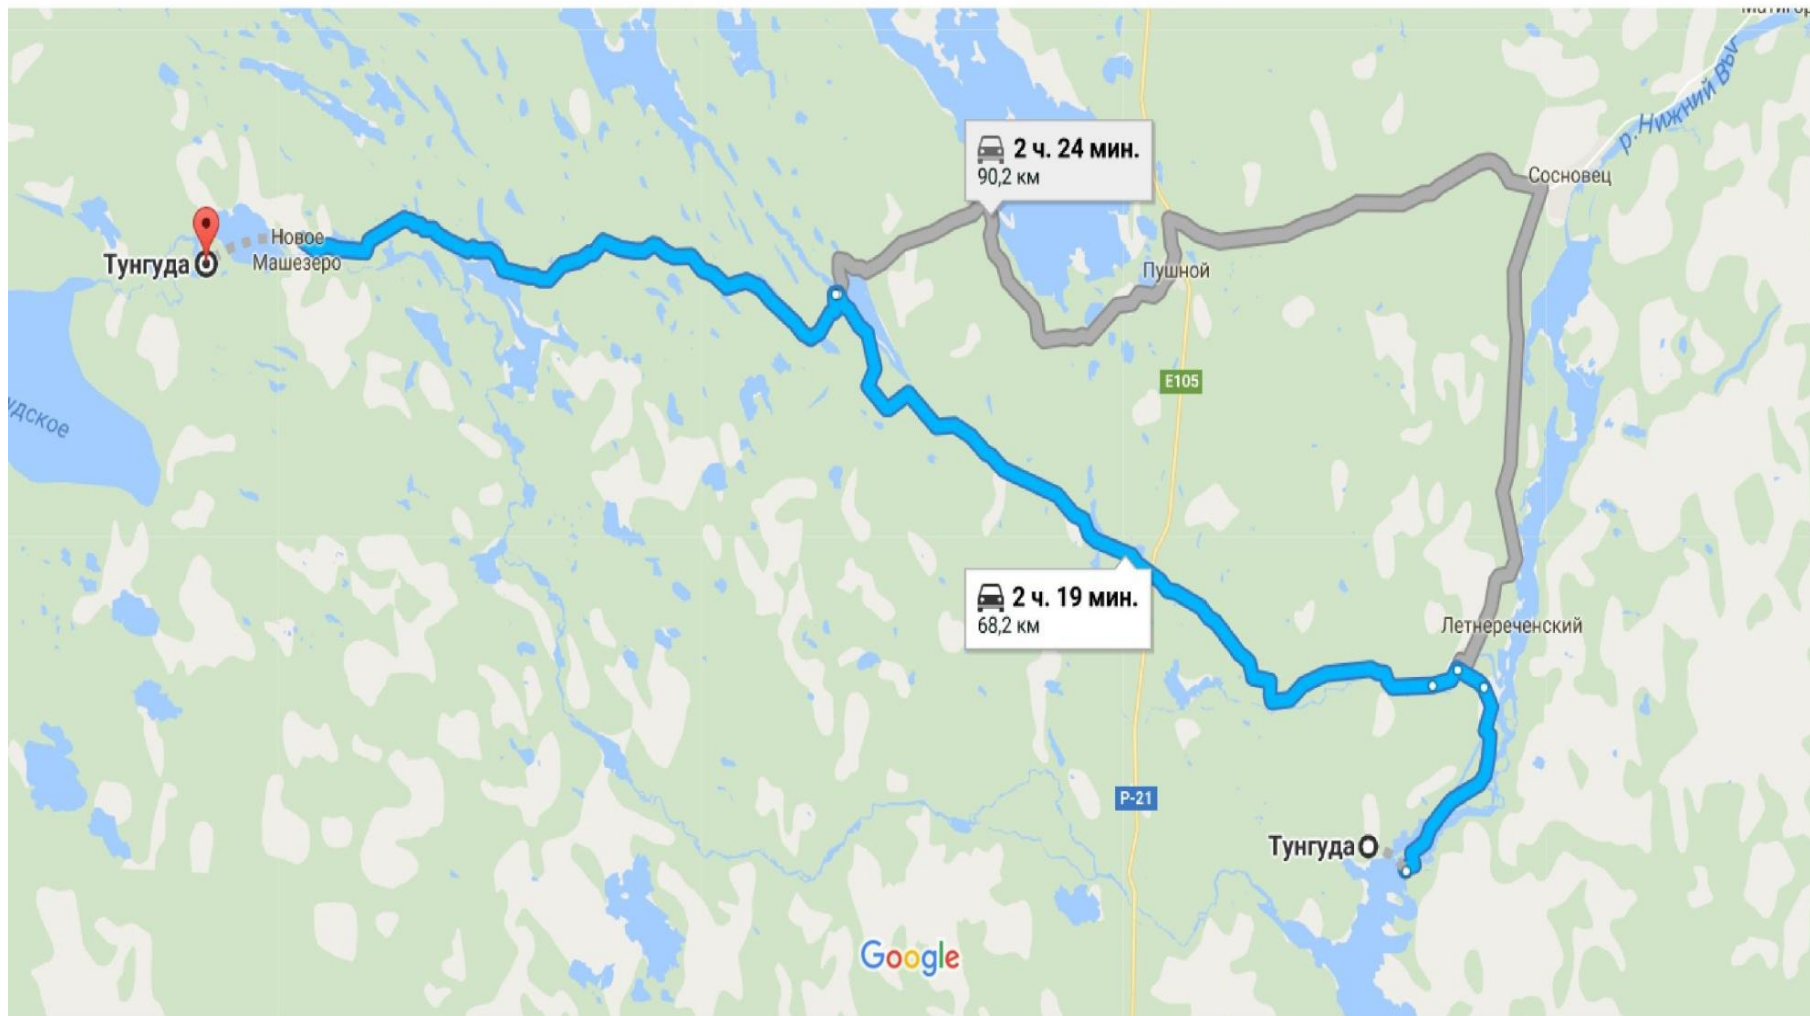 р. Нижний Выг
2 ч. 24 мин.
90,2 км
Сосновец
Новое
Машезеро
Тунгуда
Пушной
E105
удское
2 ч. 19 мин.
68,2 км
Летнереченский
P-21
Тунгуда
Google